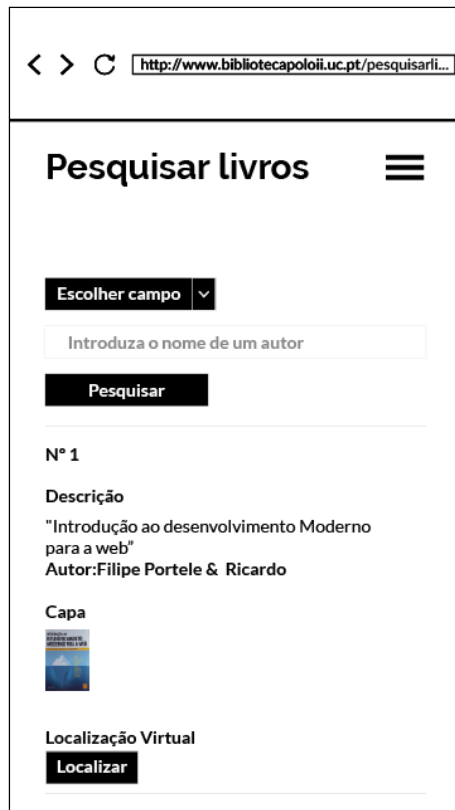 http://www.bibliotecapoloii.uc.pt/pesquisarli...
Pesquisar livros
Escolher campo
Introduza o nome de um autor
Pesquisar
Nº 1
Descrição
"Introdução ao desenvolvimento Moderno
para a web”
Autor:Filipe Portele & Ricardo
Capa
Localização Virtual
Localizar